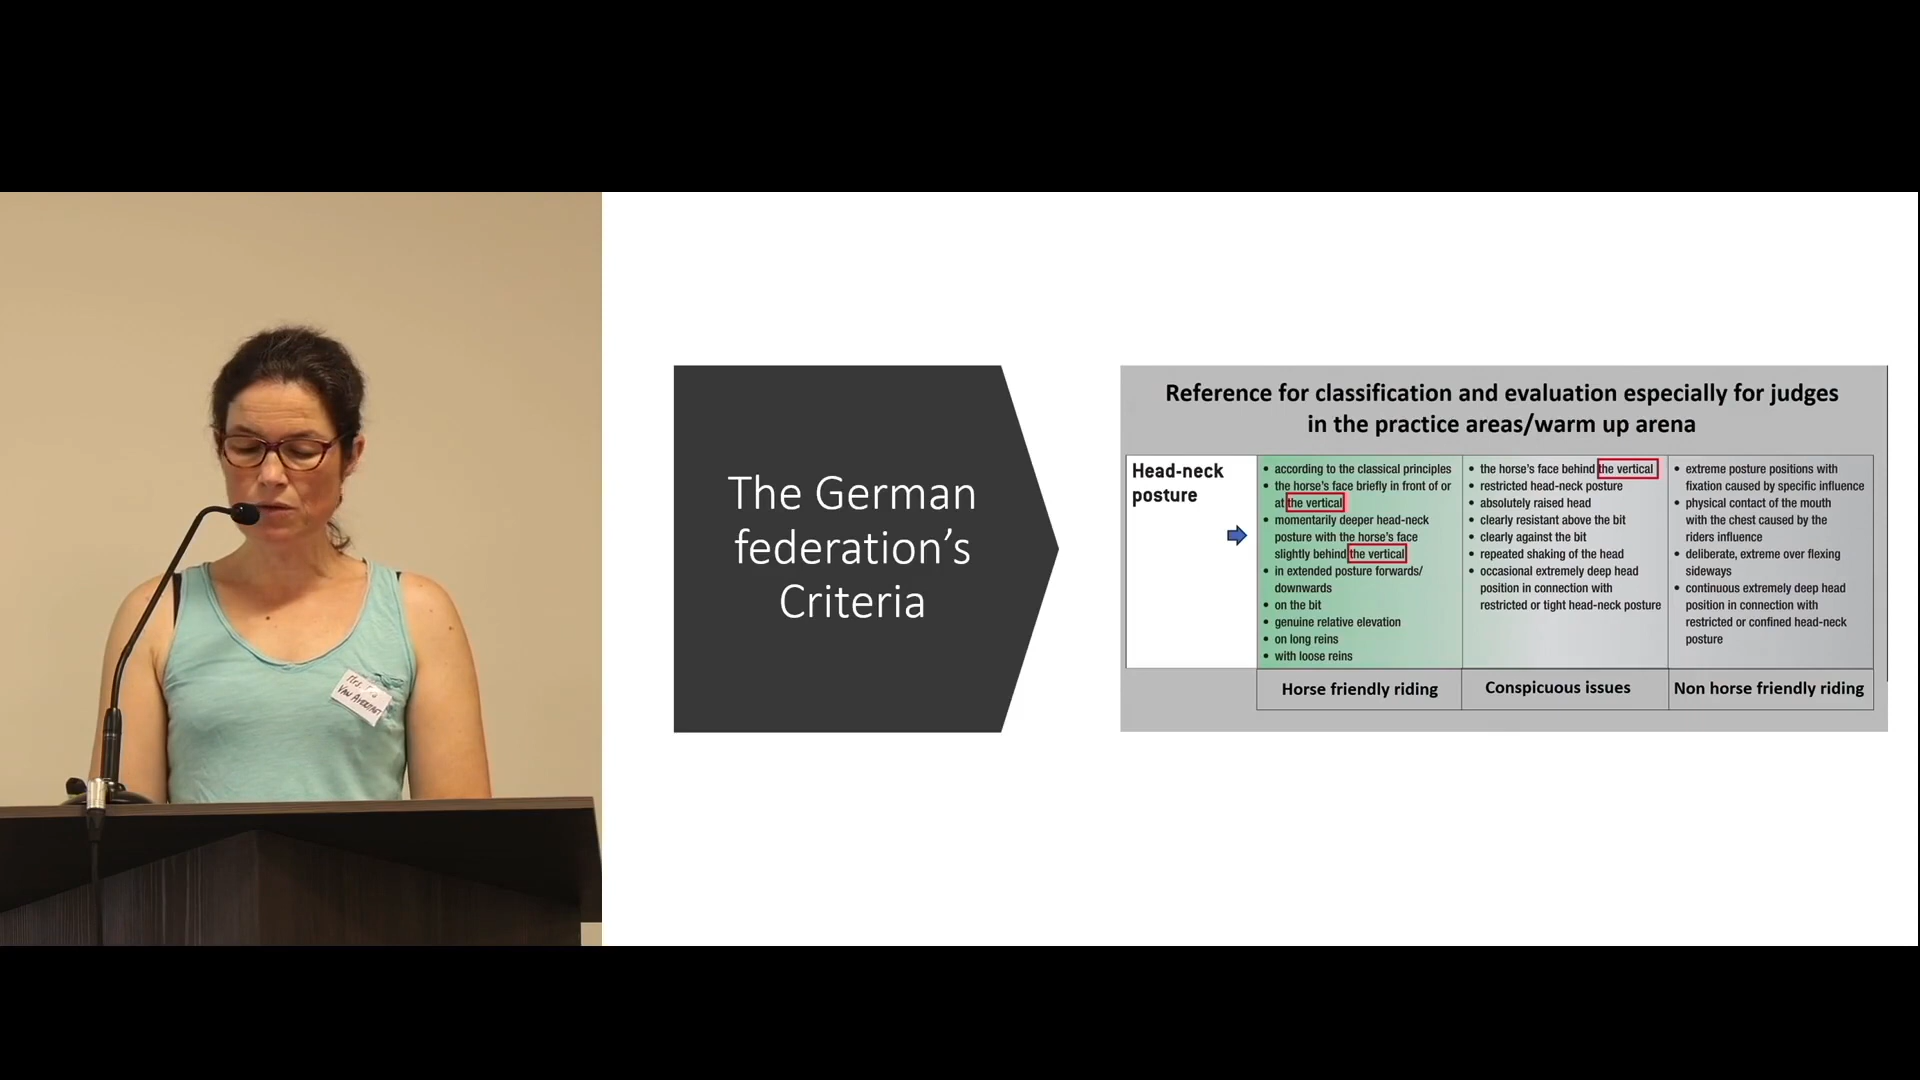 Mrs.
VAN
The German
federation's
Criteria
Reference for classification and evaluation especially for judges
in the practice areas/warm up arena
Head-neck
posture
• according to the classical principles
• the horse's face briefly in front of or
at the vertical
• momentarily deeper head-neck
posture with the horse's face
slightly behind the vertical
• in extended posture forwards/
downwards
• on the bit
• genuine relative elevation
• on long reins
• with loose reins
Horse friendly riding
• the horse's face behind the vertical
• restricted head-neck posture
• absolutely raised head
• clearly resistant above the bit
• clearly against the bit
• repeated shaking of the head
• occasional extremely deep head
position in connection with
restricted or tight head-neck posture
Conspicuous issues
• extreme posture positions with
fixation caused by specific influence
• physical contact of the mouth
with the chest caused by the
riders influence
• deliberate, extreme over flexing
sideways
• continuous extremely deep head
position in connection with
restricted or confined head-neck
posture
Non horse friendly riding